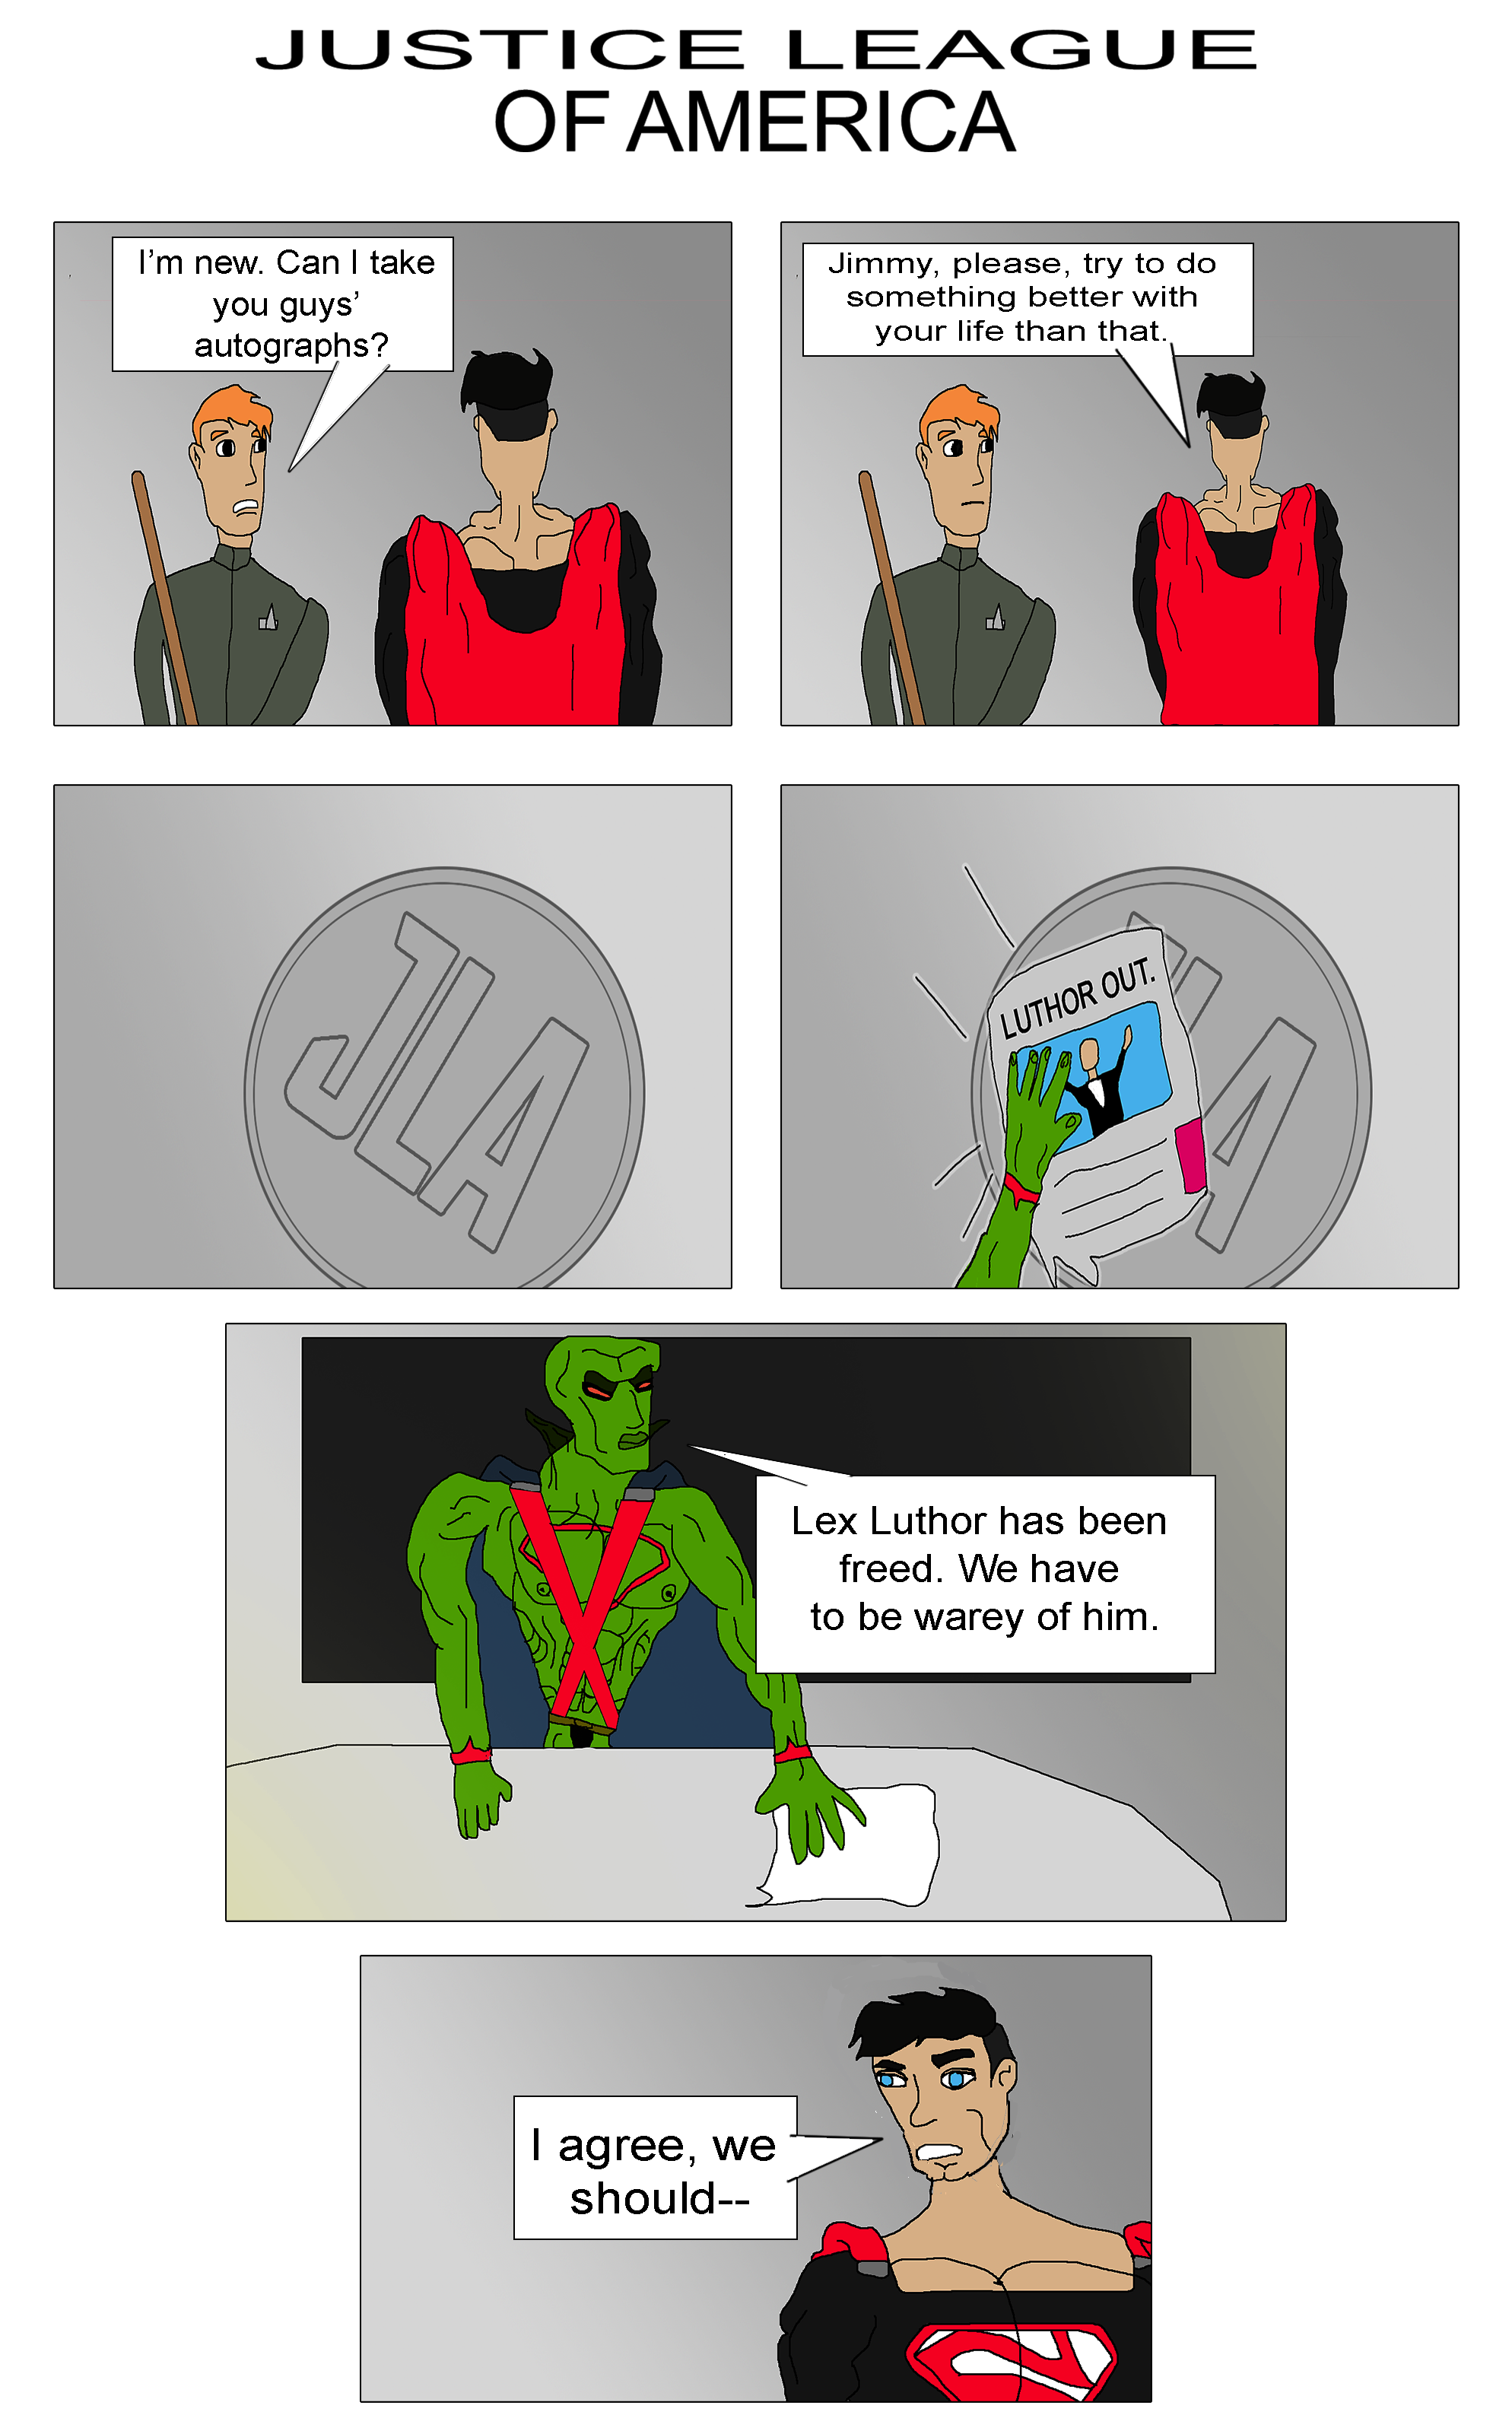 JUSTICE LEAGUE
OF AMERICA
I'm new. Can I take
you guys'
autographs?
Jimmy, please, try to do
something better with
your life than that.
JLA
LUTHOR OUT.
LA
Lex Luthor has been
freed. We have
to be warey of him.
I agree, we
should--